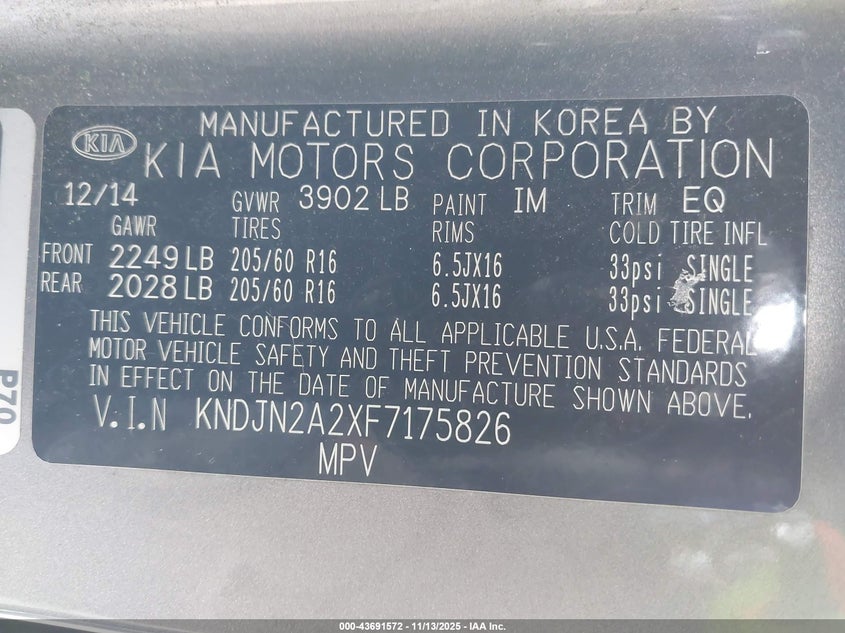 MANUFACTURED IN KOREA BY
KIA KIA MOTORS CORPORATION
12/14 GVWR 3902 LB PAINT IM TRIM EQ
GAWR TIRES RIMS COLD TIRE INFL
FRONT 2249 LB 205/60 R16 6.5JX16 33psi SINGLE
REAR 2028 LB 205/60 R16 6.5JX16 33psi SINGLE
THIS VEHICLE CONFORMS TO ALL APPLICABLE U.S.A. FEDERAL
MOTOR VEHICLE SAFETY AND THEFT PREVENTION STANDARDS
IN EFFECT ON THE DATE OF MANUFACTURE SHOWN ABOVE.
V.I.N KNDJN2A2XF7175826
MPV
P70
000-43691572 - 11/13/2025 - IAA Inc.